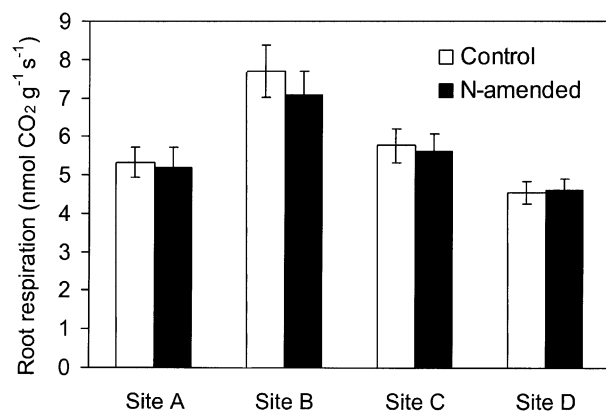 Root respiration (nmol CO₂ g⁻¹ s⁻¹)
9
8
7
6
5
4
3
2
1
0
Control
N-amended
Site A Site B Site C Site D